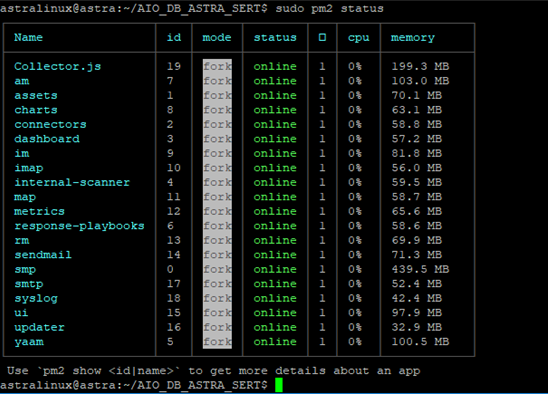 astralinux@astra:~/AIO_DB_ASTRA_SERT$ sudo pm2 status
Name id mode status cpu memory
Collector.js 19 fork online 1 0% 199.3 MB
am 7 fork online 1 0% 103.0 MB
assets 1 fork online 1 0% 70.1 MB
charts 8 fork online 1 0% 63.1 MB
connectors 2 fork online 1 0% 58.8 MB
dashboard 3 fork online 1 0% 57.2 MB
im 9 fork online 1 0% 81.8 MB
imap 10 fork online 1 0% 56.0 MB
internal-scanner 4 fork online 1 0% 59.5 MB
map 11 fork online 1 0% 58.7 MB
metrics 12 fork online 1 0% 65.6 MB
response-playbooks 6 fork online 1 0% 58.6 MB
rm 13 fork online 1 0% 69.9 MB
sendmail 14 fork online 1 0% 71.3 MB
smp 0 fork online 1 0% 439.5 MB
smtp 17 fork online 1 0% 52.4 MB
syslog 18 fork online 1 0% 42.4 MB
ui 15 fork online 1 0% 97.9 MB
updater 16 fork online 1 0% 32.9 MB
yaam 5 fork online 1 0% 100.5 MB
Use `pm2 show <id|name>` to get more details about an app
astralinux@astra:~/AIO_DB_ASTRA_SERT$